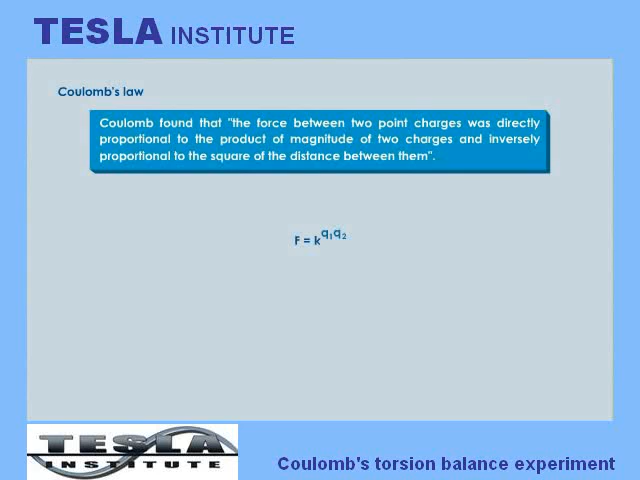 TESLA INSTITUTE
Coulomb's law
Coulomb found that "the force between two point charges was directly
proportional to the product of magnitude of two charges and inversely
proportional to the square of the distance between them".
F = k q₁q₂
TESLA
INSTITUTE
Coulomb's torsion balance experiment